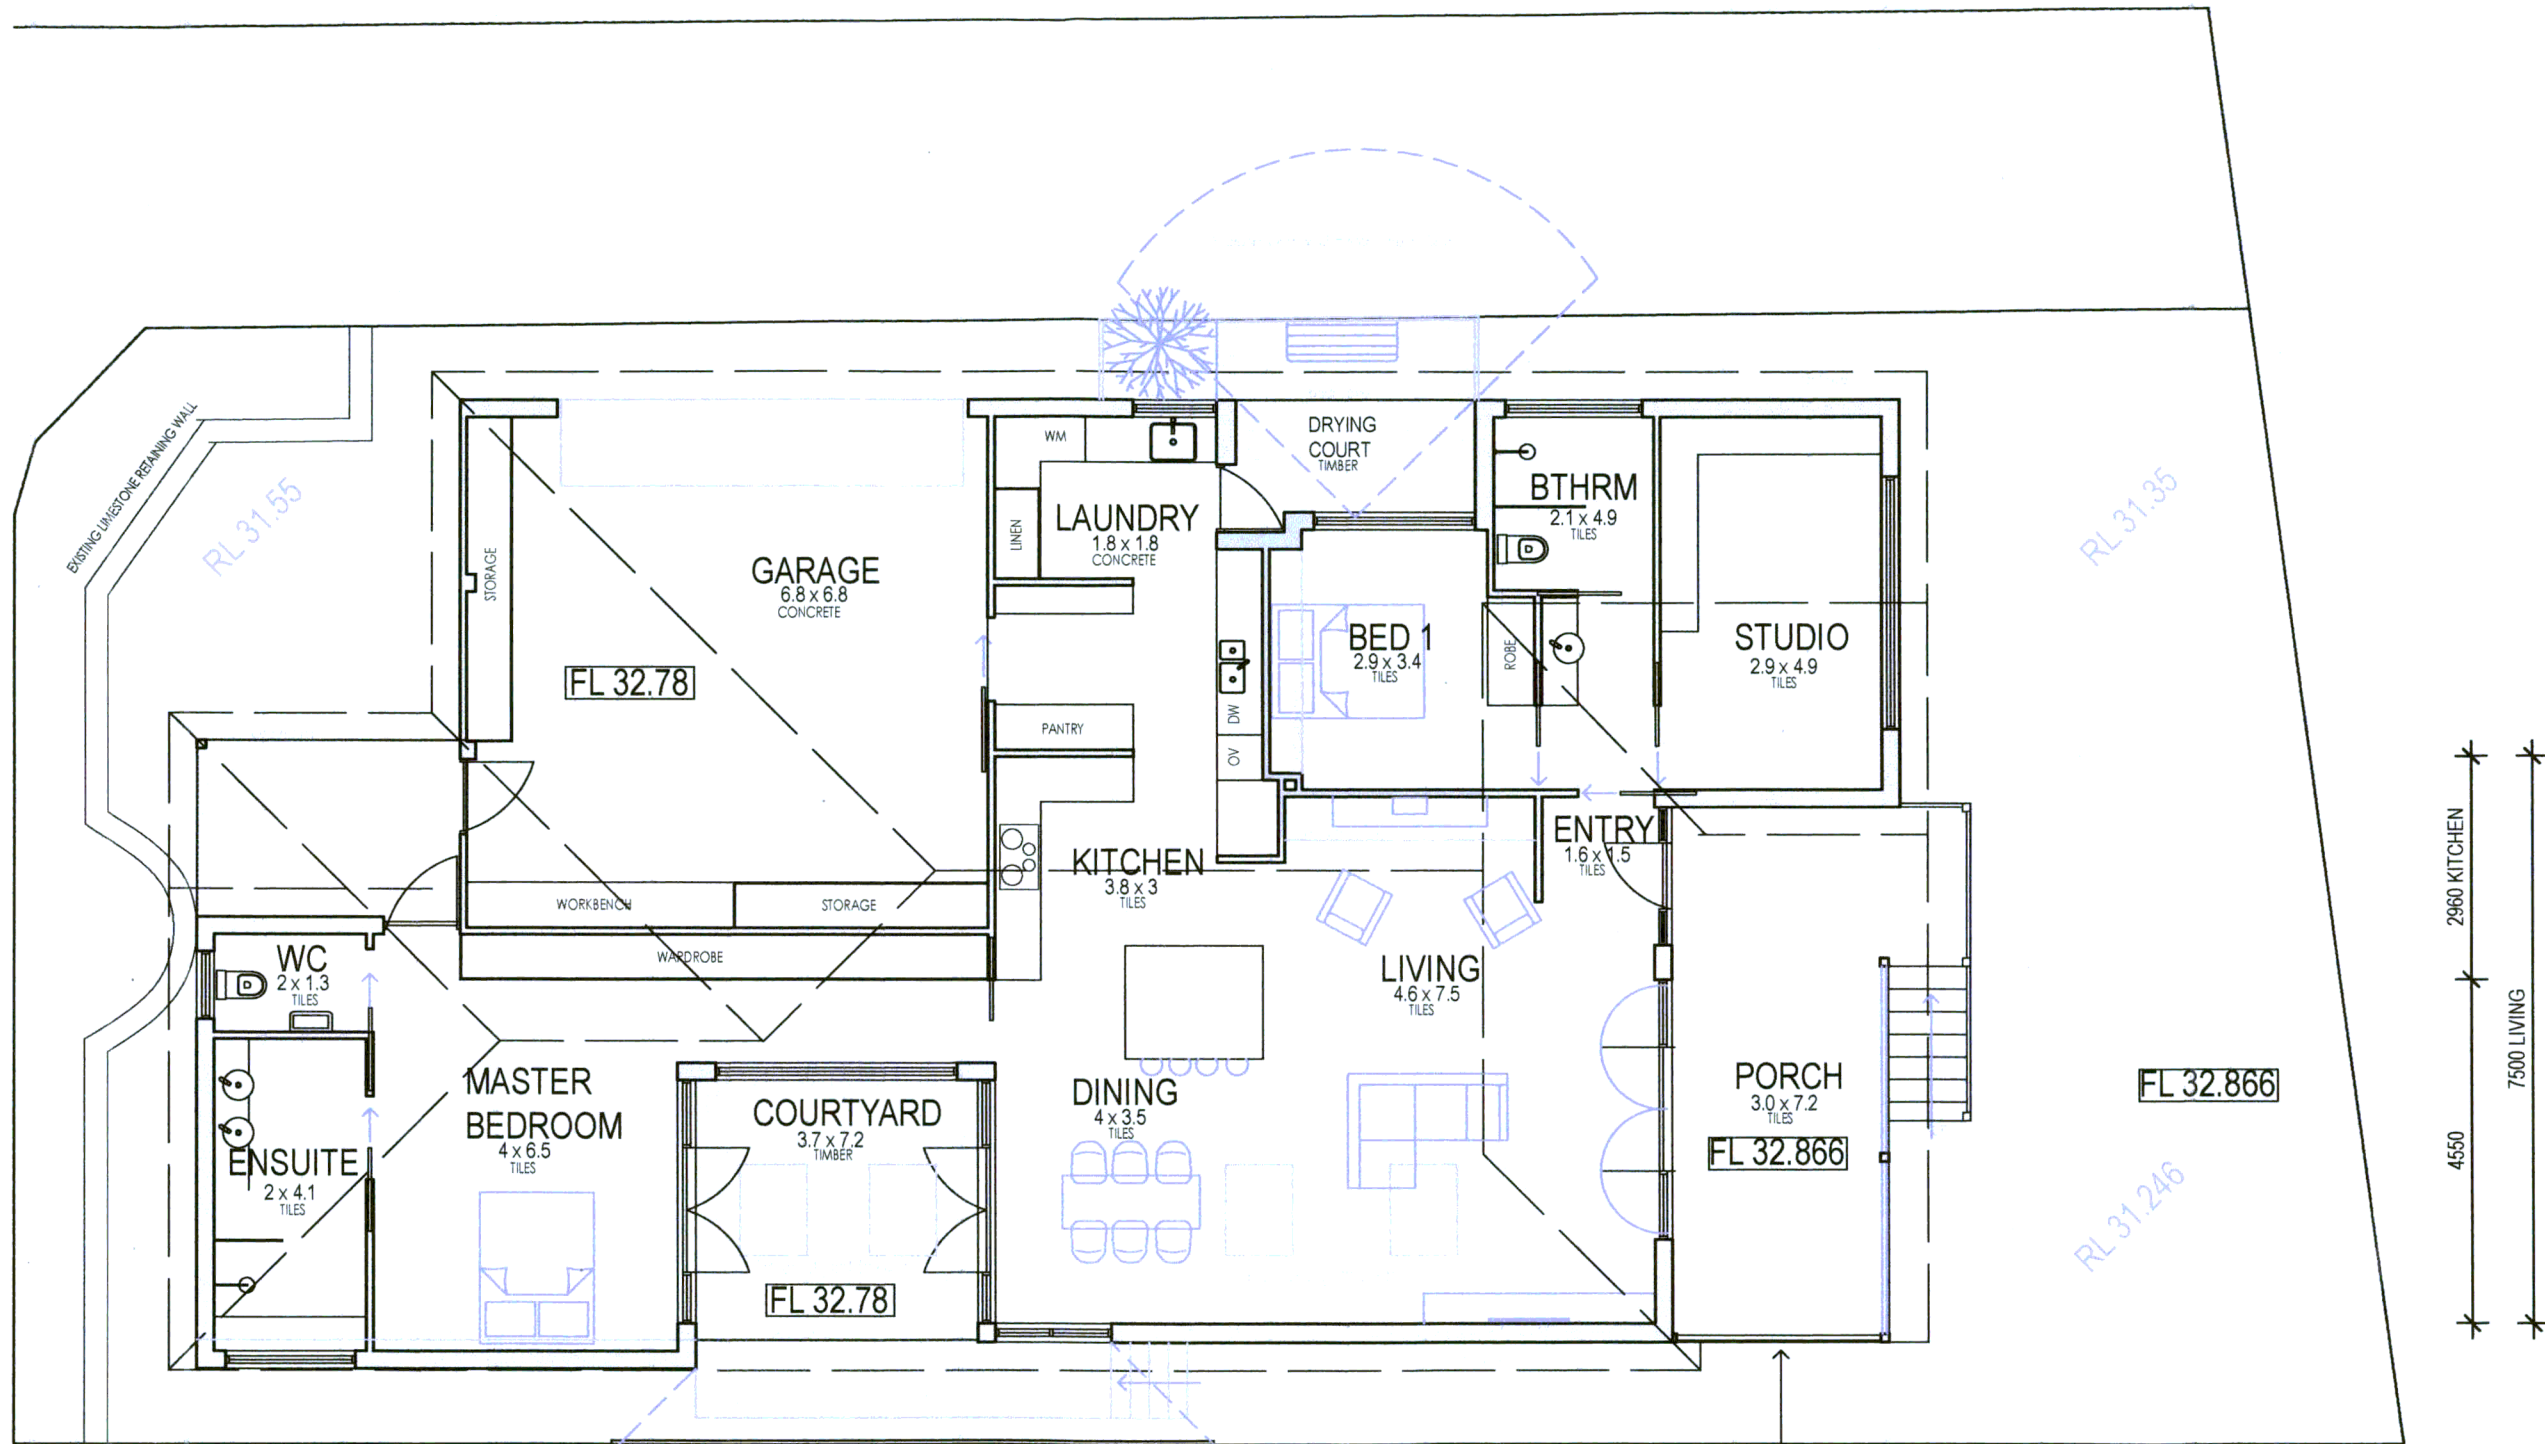 EXISTING LIMESTONE RETAINING WALL
RL 31.55
STORAGE
GARAGE
6.8 x 6.8
CONCRETE
FL 32.78
WORKBENCH
STORAGE
WARDROBE
WM
LINEN
LAUNDRY
1.8 x 1.8
CONCRETE
PANTRY
DRYING
COURT
TIMBER
DW
OV
BED 1
2.9 x 3.4
TILES
ROBE
BTHRM
2.1 x 4.9
TILES
STUDIO
2.9 x 4.9
TILES
RL 31.35
KITCHEN
3.8 x 3
TILES
ENTRY
1.6 x 1.5
TILES
LIVING
4.6 x 7.5
TILES
WC
2 x 1.3
TILES
ENSUITE
2 x 4.1
TILES
MASTER
BEDROOM
4 x 6.5
TILES
COURTYARD
3.7 x 7.2
TIMBER
FL 32.78
DINING
4 x 3.5
TILES
PORCH
3.0 x 7.2
TILES
FL 32.866
FL 32.866
RL 31.246
2960 KITCHEN
4550
7500 LIVING